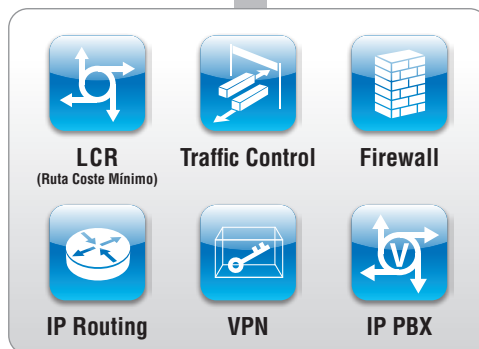 LCR
(Ruta Coste Mínimo)
Traffic Control
Firewall
IP Routing
VPN
V
IP PBX